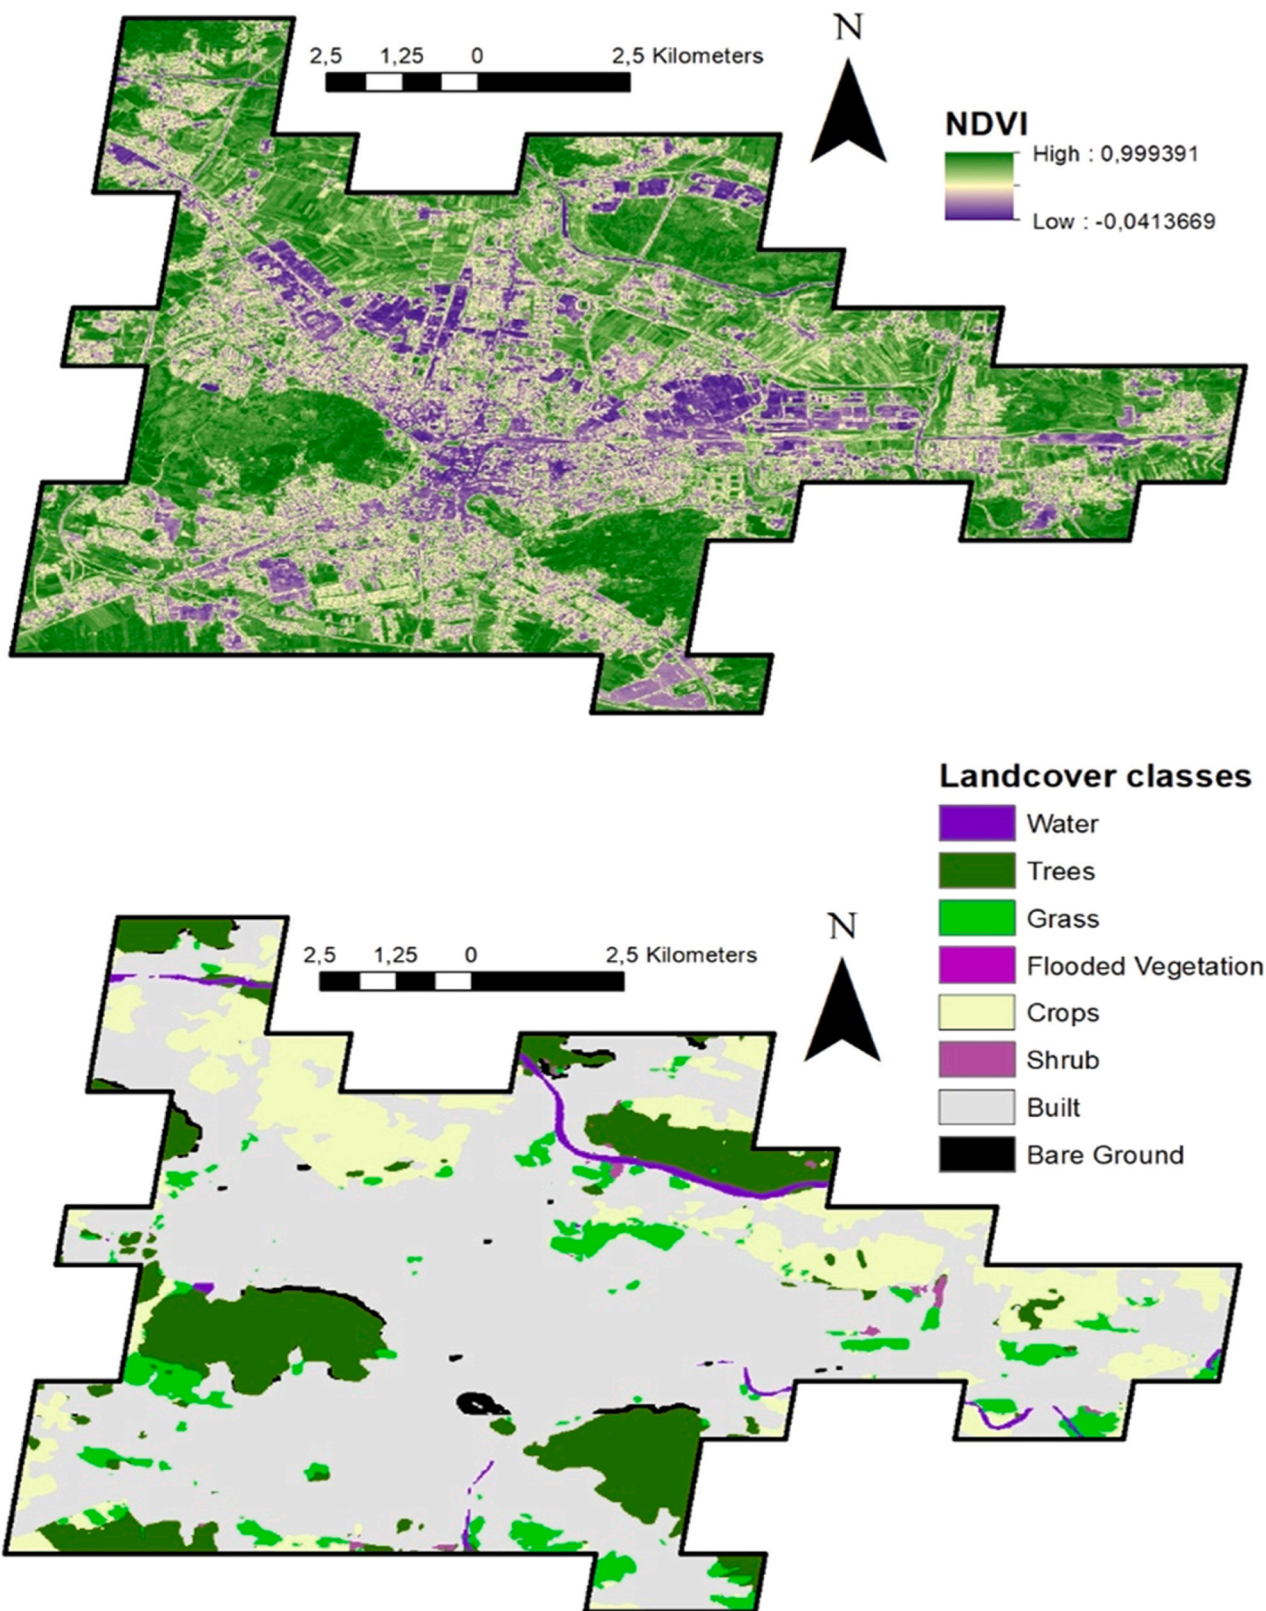 N
2,5 1,25 0 2,5 Kilometers
NDVI
High : 0,999391
Low : -0,0413669
Landcover classes
Water
Trees
Grass
Flooded Vegetation
Crops
Shrub
Built
Bare Ground
N
2,5 1,25 0 2,5 Kilometers